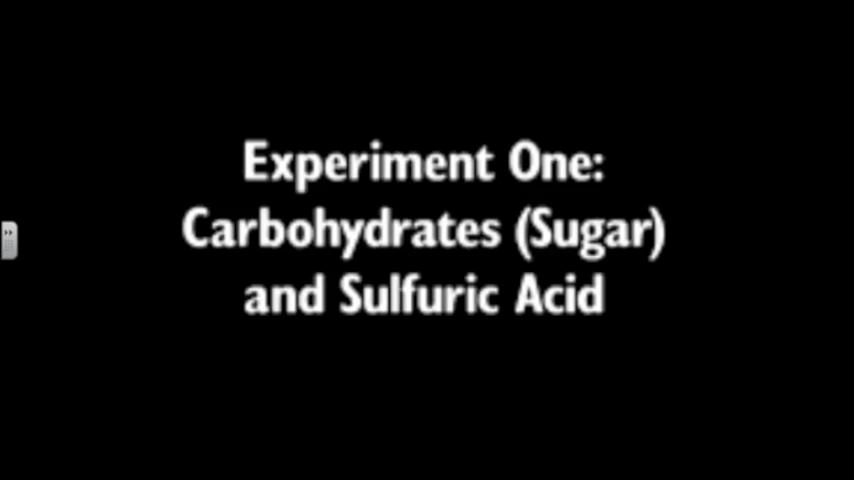 Experiment One:
Carbohydrates (Sugar)
and Sulfuric Acid